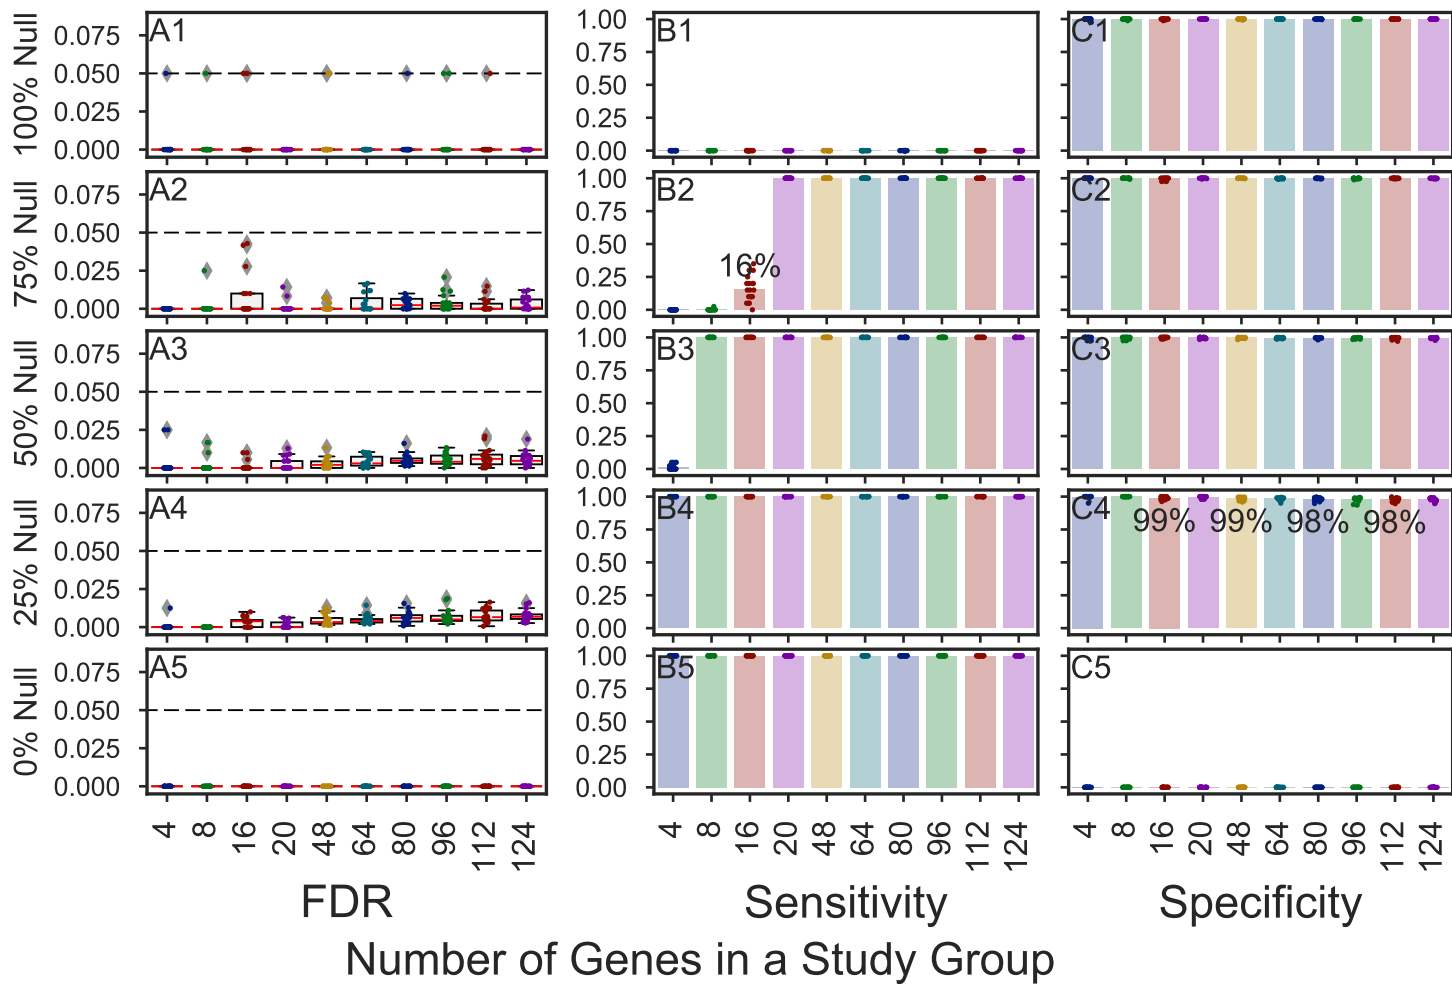 100% Null
0.075
0.050
0.025
0.000
A1
1.00
0.75
0.50
0.25
0.00
B1
C1
75% Null
0.075
0.050
0.025
0.000
A2
1.00
0.75
0.50
0.25
0.00
B2
16%
C2
50% Null
0.075
0.050
0.025
0.000
A3
1.00
0.75
0.50
0.25
0.00
B3
C3
25% Null
0.075
0.050
0.025
0.000
A4
1.00
0.75
0.50
0.25
0.00
B4
C4
99% 99% 98% 98%
0% Null
0.075
0.050
0.025
0.000
A5
1.00
0.75
0.50
0.25
0.00
B5
C5
4 8 16 20 48 64 80 96 112 124
4 8 16 20 48 64 80 96 112 124
4 8 16 20 48 64 80 96 112 124
FDR
Sensitivity
Specificity
Number of Genes in a Study Group